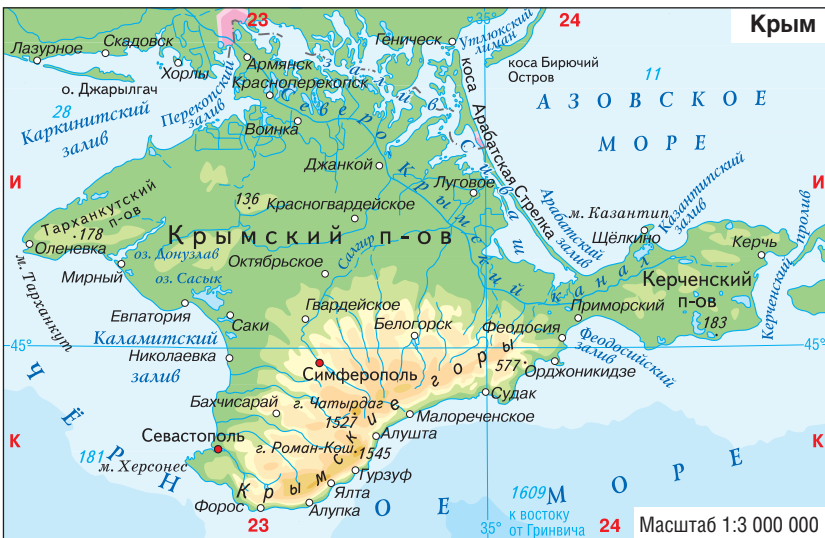 23
35°
24
Крым
Лазурное
Скадовск
Геническ
Утлюкский
лиман
Хорлы
Армянск
коса Бирючий
Остров
11
о. Джарылгач
Перекопский
залив
Красноперекопск
28
Каркинитский
залив
Воинка
залив Сиваш
коса Арабатская Стрелка
АЗОВСКОЕ
МОРЕ
Джанкой
И
И
Луговое
Северо-Крымский канал
Тарханкутский
п-ов
178
136
Красногвардейское
Арабатский
залив
м. Казантип
Казантипский
залив
Щёлкино
Оленевка
Крымский п-ов
Керчь
Керченский пролив
м. Тарханкут
Мирный
оз. Донузлав
Октябрьское
Салгир
оз. Сасык
Керченский
п-ов
Приморский
183
Евпатория
Саки
Гвардейское
Белогорск
Феодосия
Феодосийский
залив
45°
45°
Каламитский
залив
Николаевка
Симферополь
577
Орджоникидзе
Крымские горы
Бахчисарай
г. Чатырдаг
1527
Судак
Малореченское
К
К
Севастополь
г. Роман-Кош
1545
Алушта
181
м. Херсонес
Гурзуф
Ялта
Форос
Алупка
ЧЁРНОЕ МОРЕ
1609
23
35°
к востоку
от Гринвича
24
Масштаб 1:3 000 000